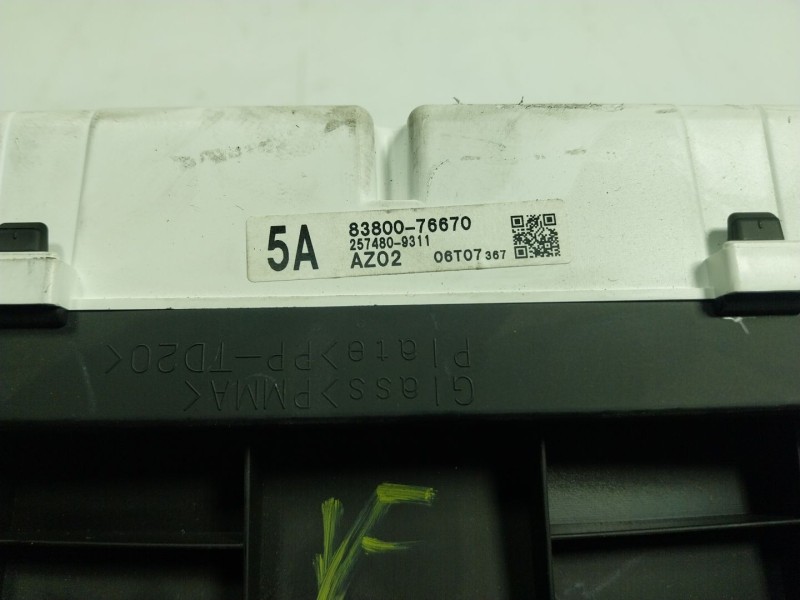 5A
83800-76670
257480-9311
AZ02 06T07 367
Glass>PMMA<
Plate>PP-TD20<